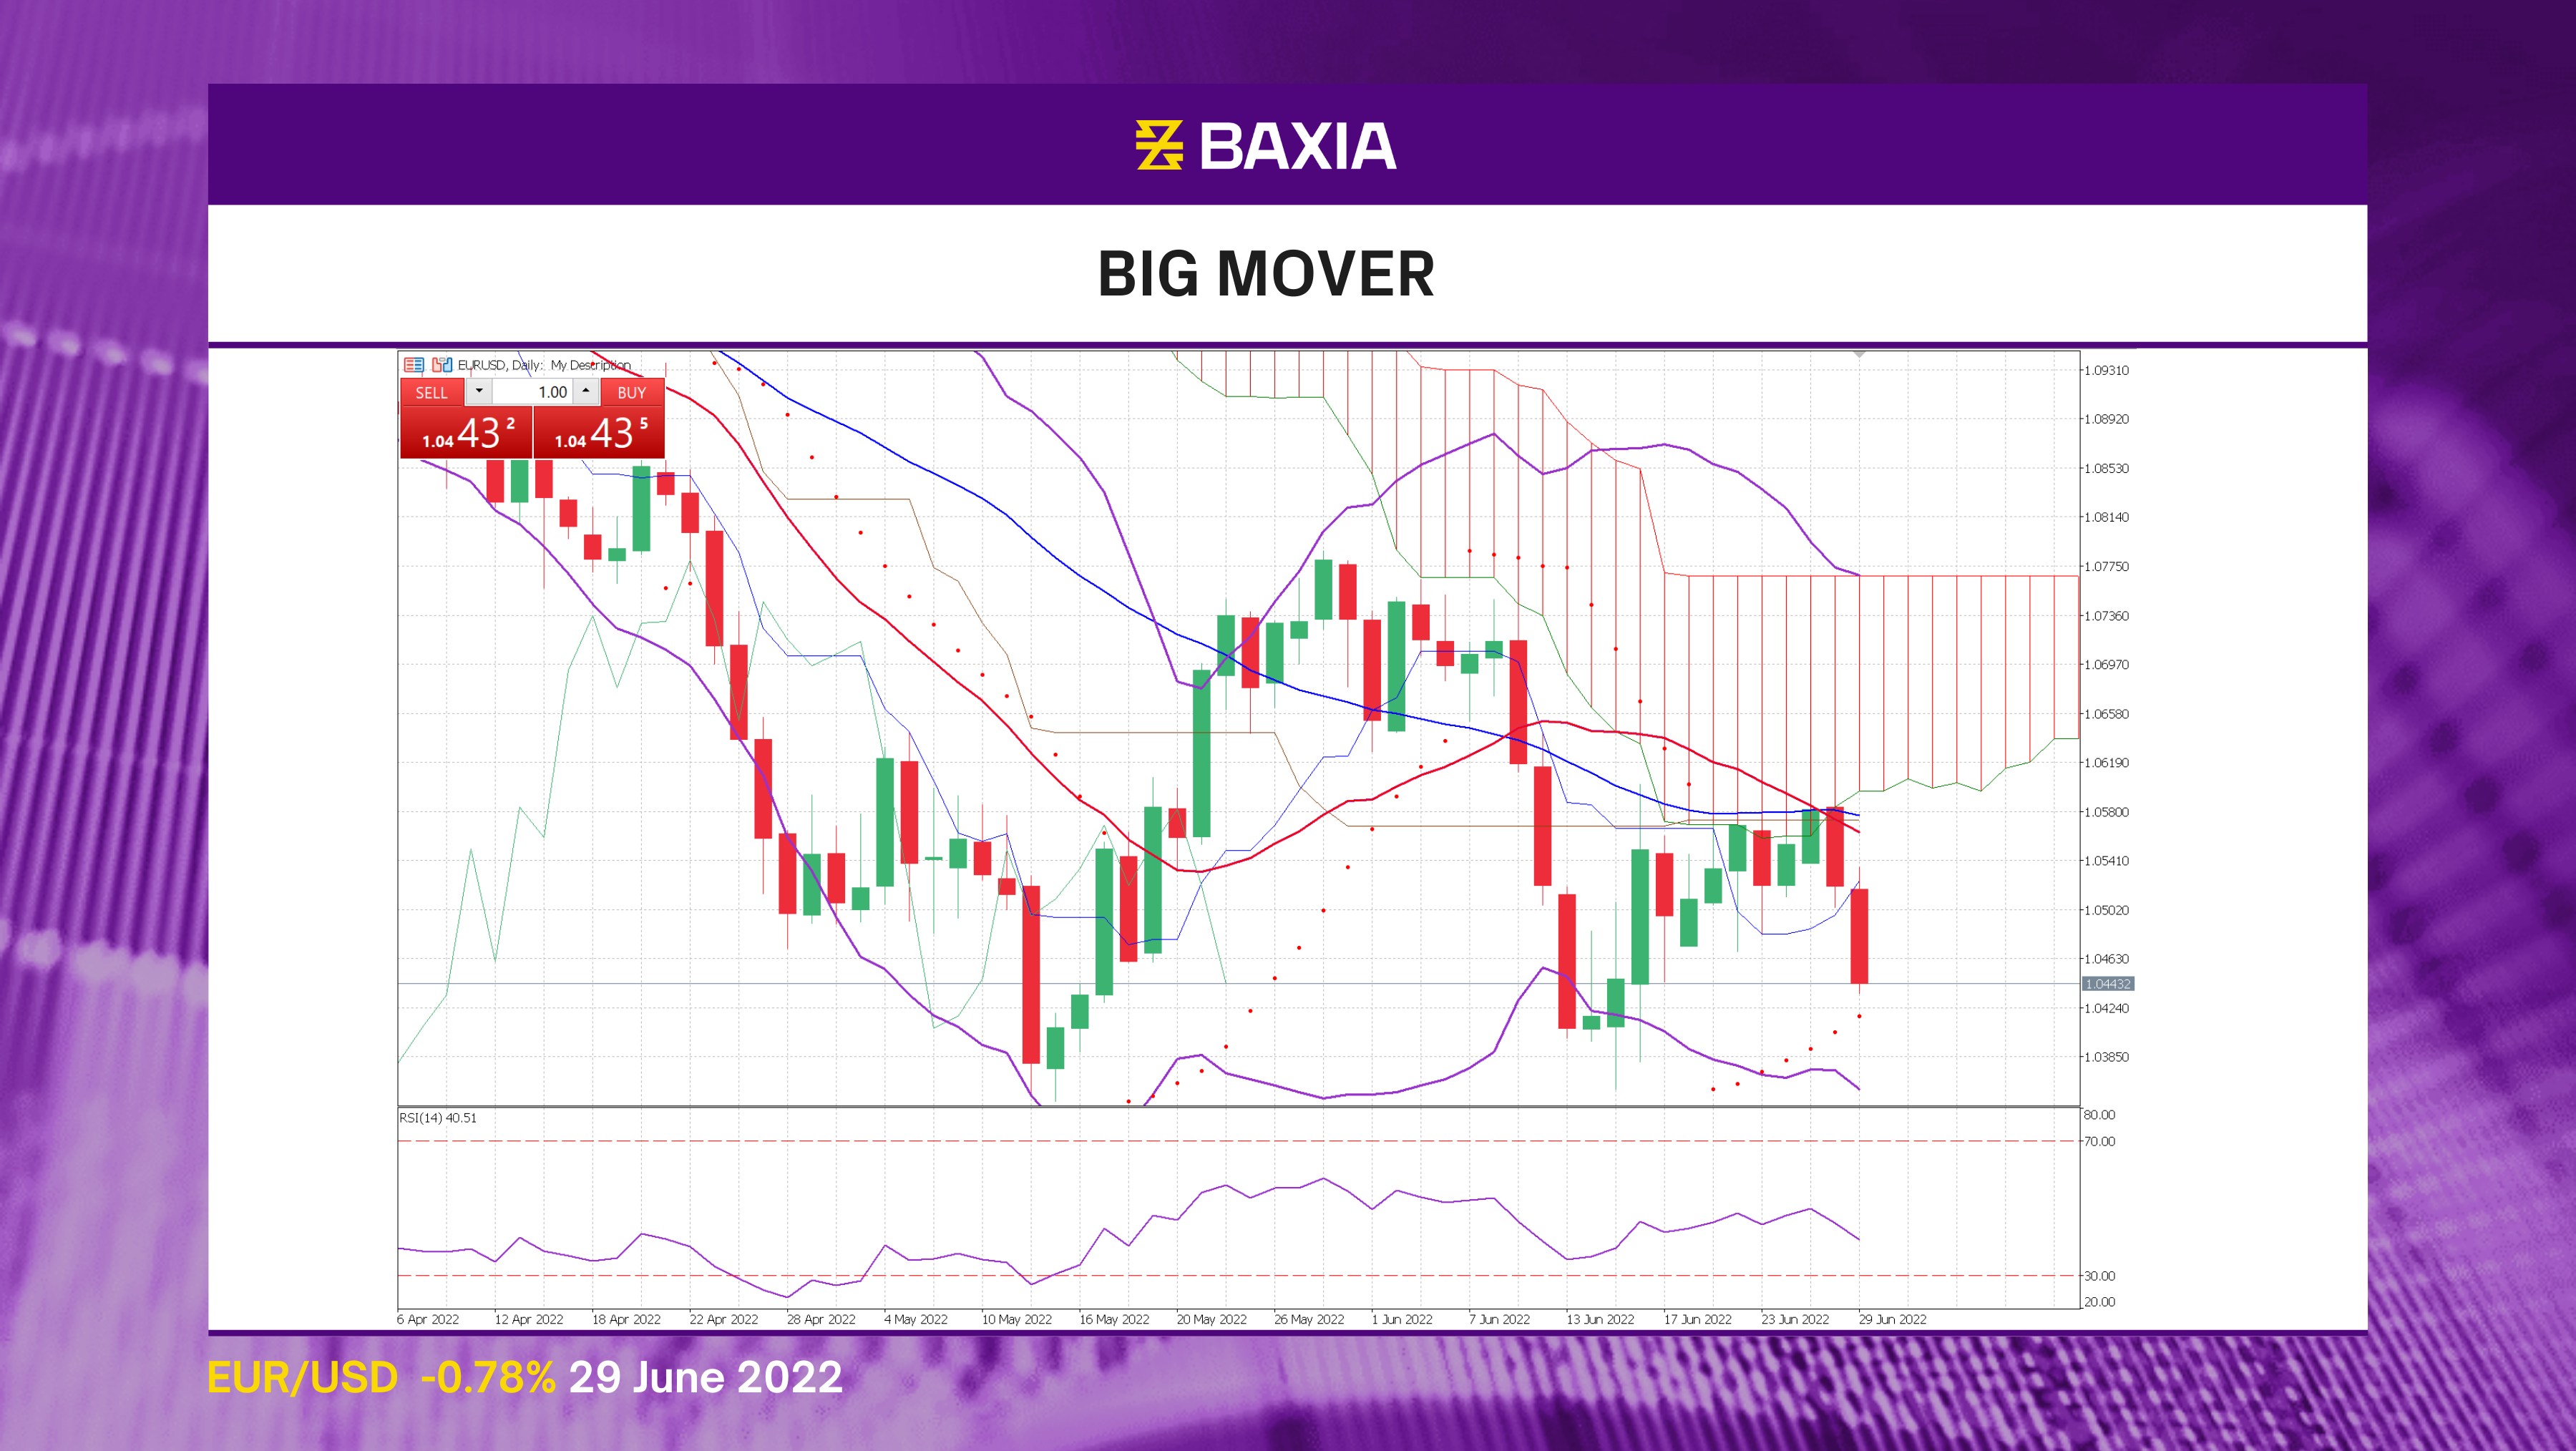 BAXIA
BIG MOVER
EURUSD, Daily: My Description
SELL 1.00 BUY
1.04 43 2 1.04 43 5
1.09310
1.08920
1.08530
1.08140
1.07750
1.07360
1.06970
1.06580
1.06190
1.05800
1.05410
1.05020
1.04630
1.04432
1.04240
1.03850
RSI(14) 40.51
80.00
70.00
30.00
20.00
6 Apr 2022 12 Apr 2022 18 Apr 2022 22 Apr 2022 28 Apr 2022 4 May 2022 10 May 2022 16 May 2022 20 May 2022 26 May 2022 1 Jun 2022 7 Jun 2022 13 Jun 2022 17 Jun 2022 23 Jun 2022 29 Jun 2022
EUR/USD -0.78% 29 June 2022